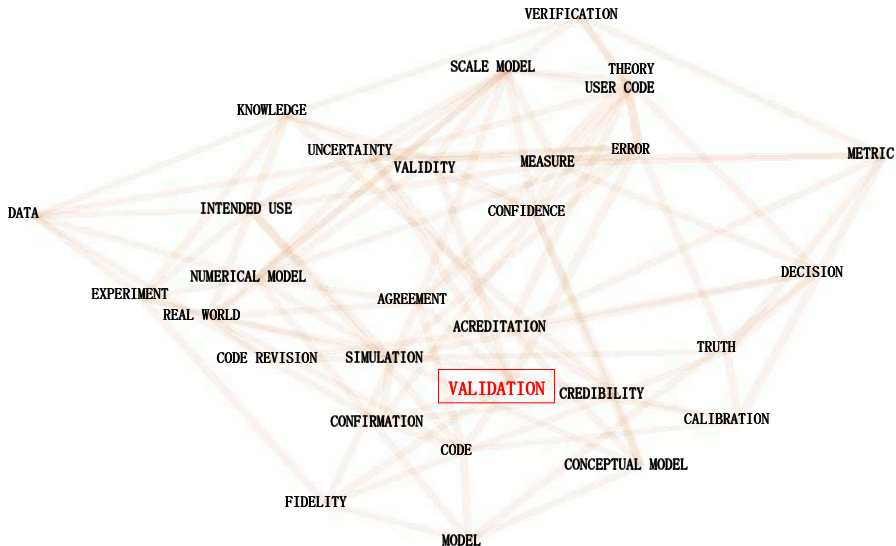 VERIFICATION
SCALE MODEL
THEORY
USER CODE
KNOWLEDGE
UNCERTAINTY
VALIDITY
MEASURE
ERROR
METRIC
DATA
INTENDED USE
CONFIDENCE
NUMERICAL MODEL
DECISION
EXPERIMENT
REAL WORLD
AGREEMENT
ACREDITATION
CODE REVISION
SIMULATION
TRUTH
VALIDATION
CREDIBILITY
CONFIRMATION
CALIBRATION
CODE
CONCEPTUAL MODEL
FIDELITY
MODEL